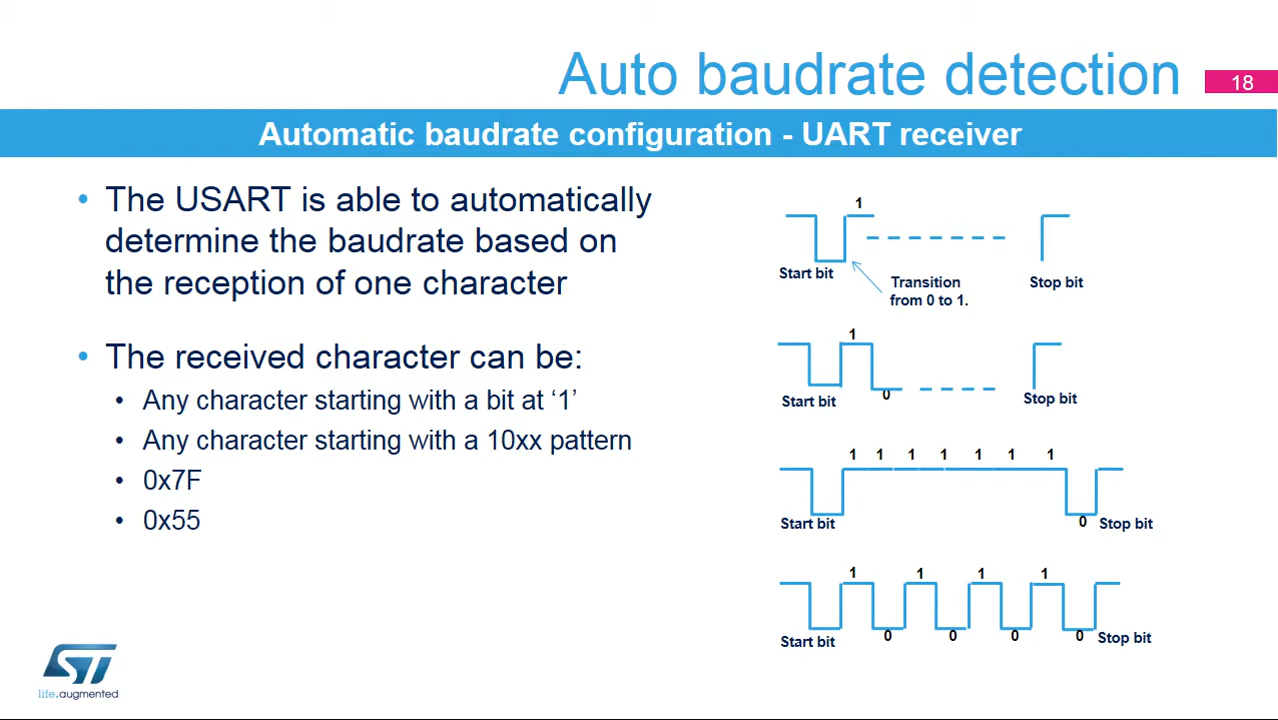 Auto baudrate detection
18
Automatic baudrate configuration - UART receiver
• The USART is able to automatically
determine the baudrate based on
the reception of one character
• The received character can be:
• Any character starting with a bit at ‘1’
• Any character starting with a 10xx pattern
• 0x7F
• 0x55
1
Start bit
Transition
from 0 to 1.
Stop bit
1
Start bit
0
Stop bit
1 1 1 1 1 1 1
Start bit
0 Stop bit
1 1 1 1
Start bit
0 0 0 0 Stop bit
ST
life.augmented